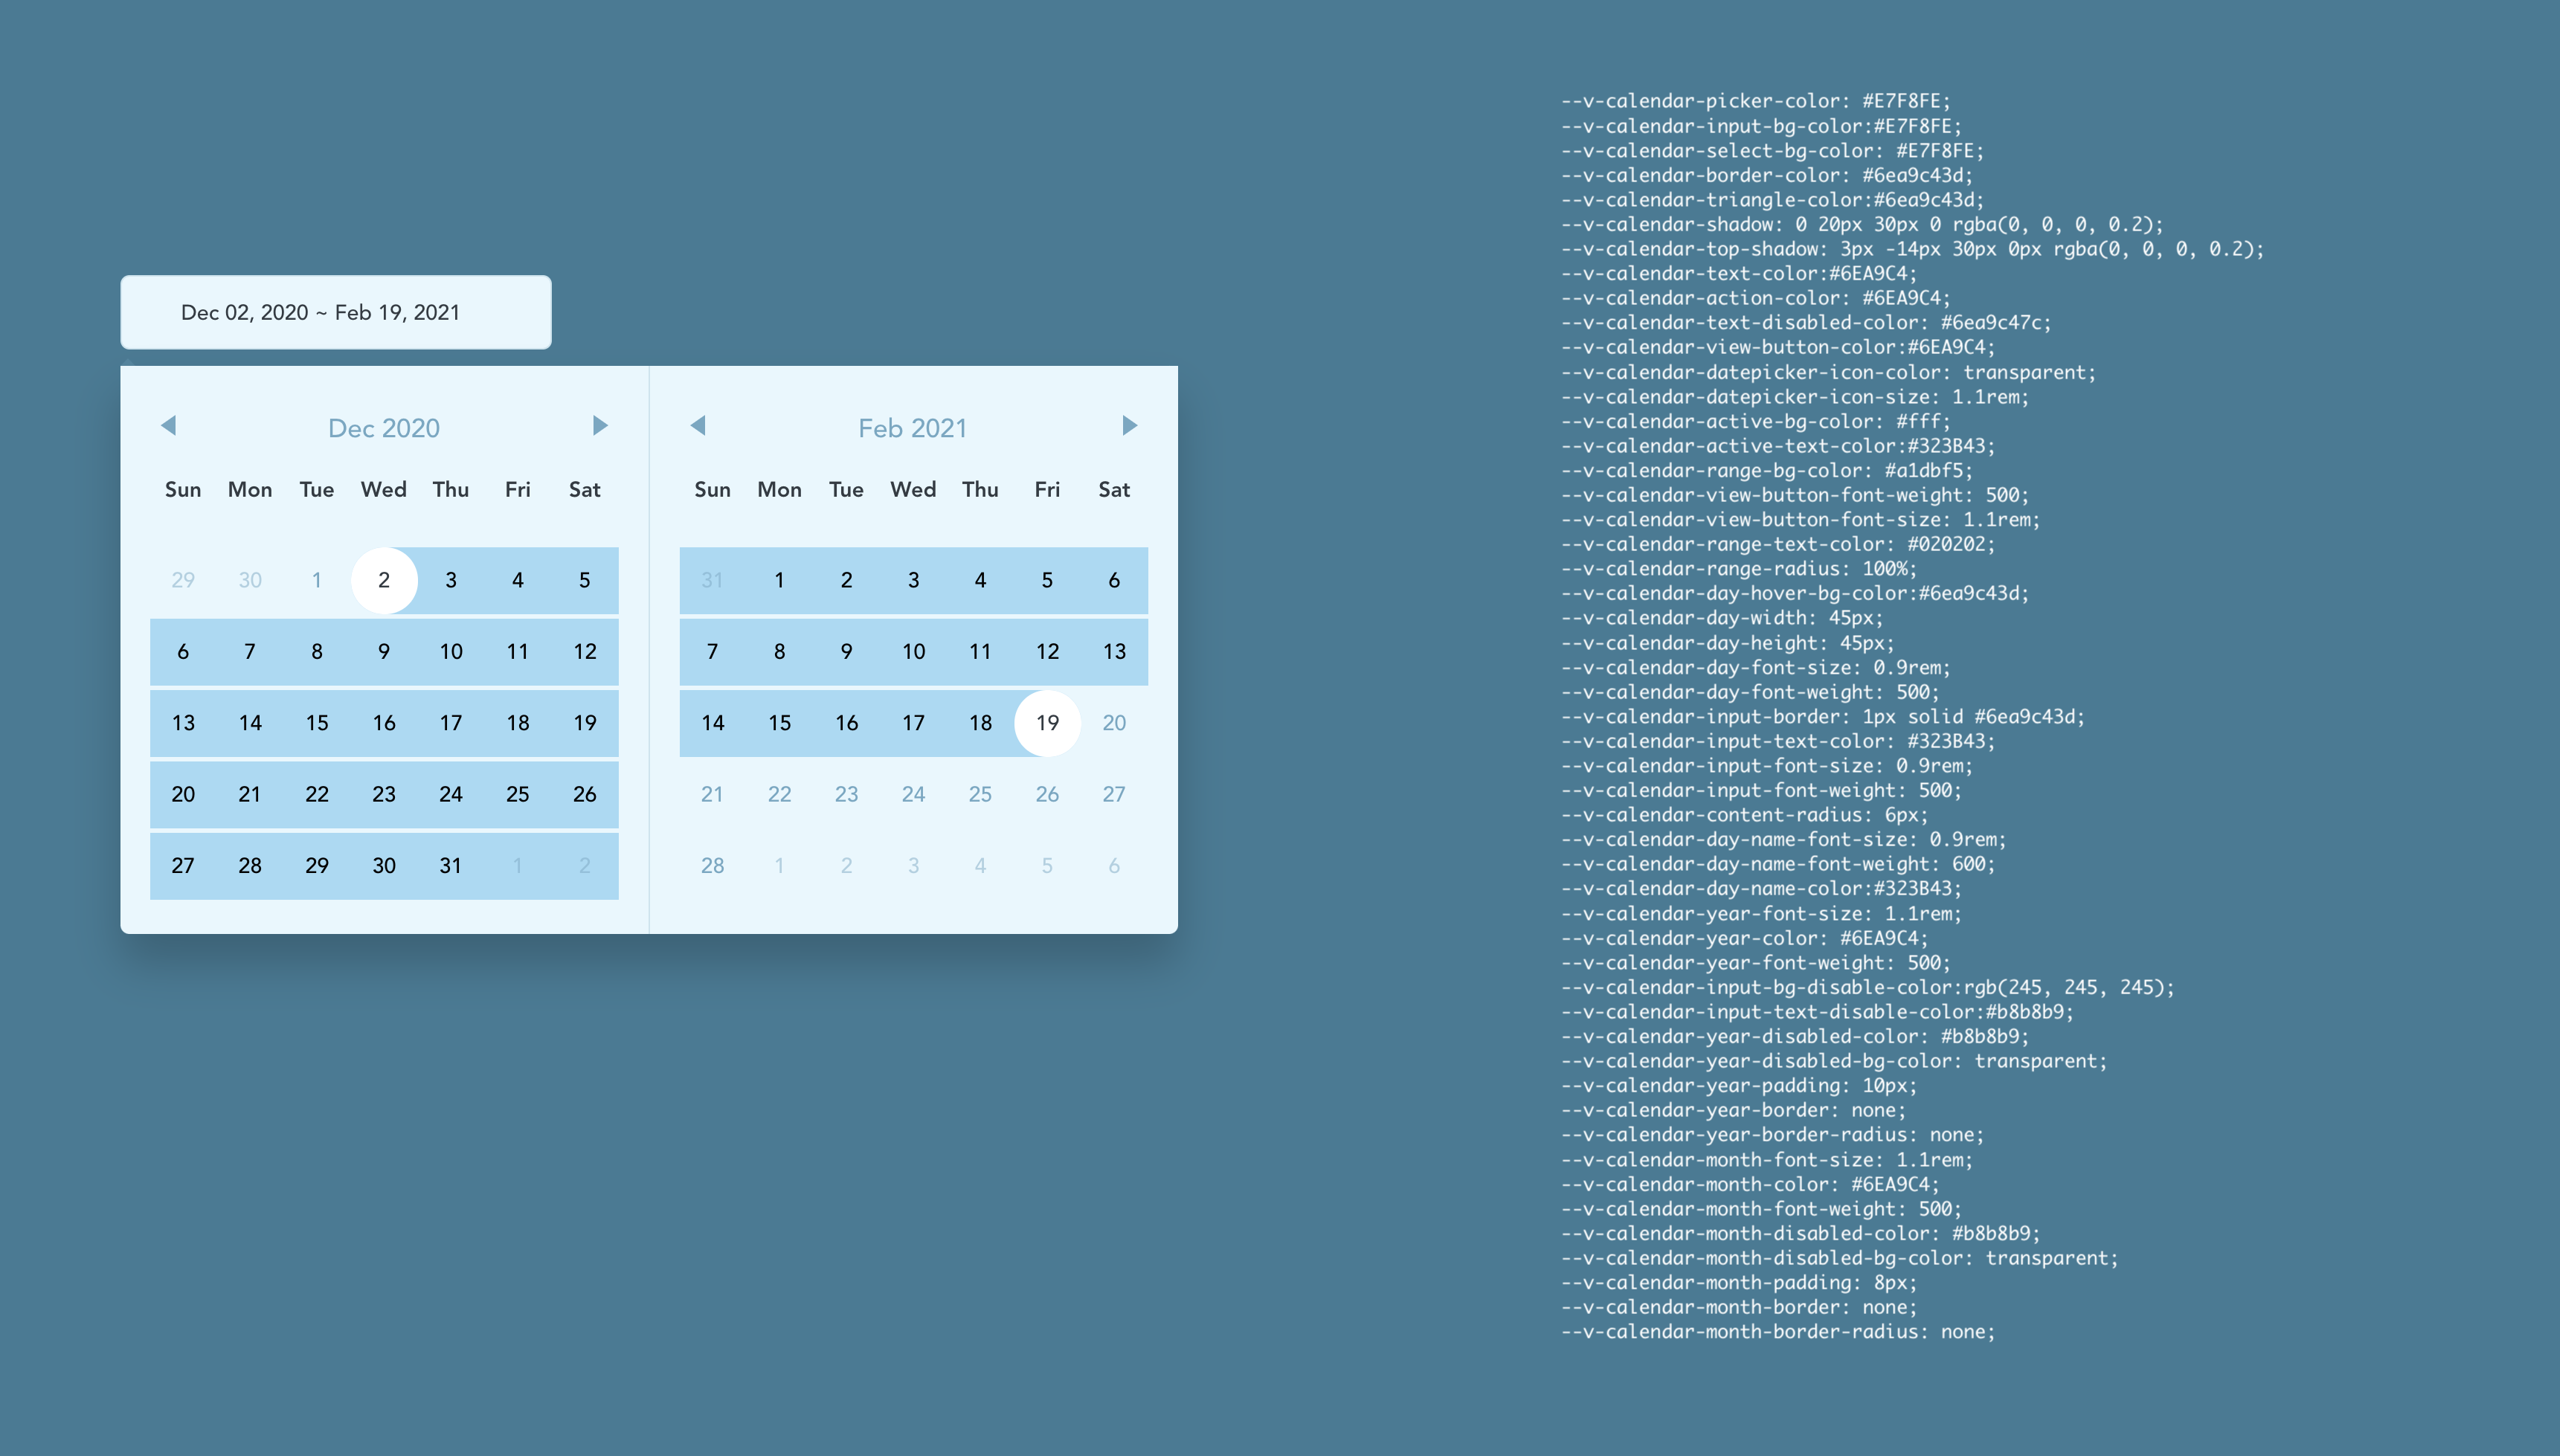 Dec 02, 2020 ~ Feb 19, 2021
Dec 2020
Sun Mon Tue Wed Thu Fri Sat
29 30 1 2 3 4 5
6 7 8 9 10 11 12
13 14 15 16 17 18 19
20 21 22 23 24 25 26
27 28 29 30 31 1 2
Feb 2021
Sun Mon Tue Wed Thu Fri Sat
31 1 2 3 4 5 6
7 8 9 10 11 12 13
14 15 16 17 18 19 20
21 22 23 24 25 26 27
28 1 2 3 4 5 6
--v-calendar-picker-color: #E7F8FE;
--v-calendar-input-bg-color:#E7F8FE;
--v-calendar-select-bg-color: #E7F8FE;
--v-calendar-border-color: #6ea9c43d;
--v-calendar-triangle-color:#6ea9c43d;
--v-calendar-shadow: 0 20px 30px 0 rgba(0, 0, 0, 0.2);
--v-calendar-top-shadow: 3px -14px 30px 0px rgba(0, 0, 0, 0.2);
--v-calendar-text-color:#6EA9C4;
--v-calendar-action-color: #6EA9C4;
--v-calendar-text-disabled-color: #6ea9c47c;
--v-calendar-view-button-color:#6EA9C4;
--v-calendar-datepicker-icon-color: transparent;
--v-calendar-datepicker-icon-size: 1.1rem;
--v-calendar-active-bg-color: #fff;
--v-calendar-active-text-color:#323B43;
--v-calendar-range-bg-color: #a1dbf5;
--v-calendar-view-button-font-weight: 500;
--v-calendar-view-button-font-size: 1.1rem;
--v-calendar-range-text-color: #020202;
--v-calendar-range-radius: 100%;
--v-calendar-day-hover-bg-color:#6ea9c43d;
--v-calendar-day-width: 45px;
--v-calendar-day-height: 45px;
--v-calendar-day-font-size: 0.9rem;
--v-calendar-day-font-weight: 500;
--v-calendar-input-border: 1px solid #6ea9c43d;
--v-calendar-input-text-color: #323B43;
--v-calendar-input-font-size: 0.9rem;
--v-calendar-input-font-weight: 500;
--v-calendar-content-radius: 6px;
--v-calendar-day-name-font-size: 0.9rem;
--v-calendar-day-name-font-weight: 600;
--v-calendar-day-name-color:#323B43;
--v-calendar-year-font-size: 1.1rem;
--v-calendar-year-color: #6EA9C4;
--v-calendar-year-font-weight: 500;
--v-calendar-input-bg-disable-color:rgb(245, 245, 245);
--v-calendar-input-text-disable-color:#b8b8b9;
--v-calendar-year-disabled-color: #b8b8b9;
--v-calendar-year-disabled-bg-color: transparent;
--v-calendar-year-padding: 10px;
--v-calendar-year-border: none;
--v-calendar-year-border-radius: none;
--v-calendar-month-font-size: 1.1rem;
--v-calendar-month-color: #6EA9C4;
--v-calendar-month-font-weight: 500;
--v-calendar-month-disabled-color: #b8b8b9;
--v-calendar-month-disabled-bg-color: transparent;
--v-calendar-month-padding: 8px;
--v-calendar-month-border: none;
--v-calendar-month-border-radius: none;